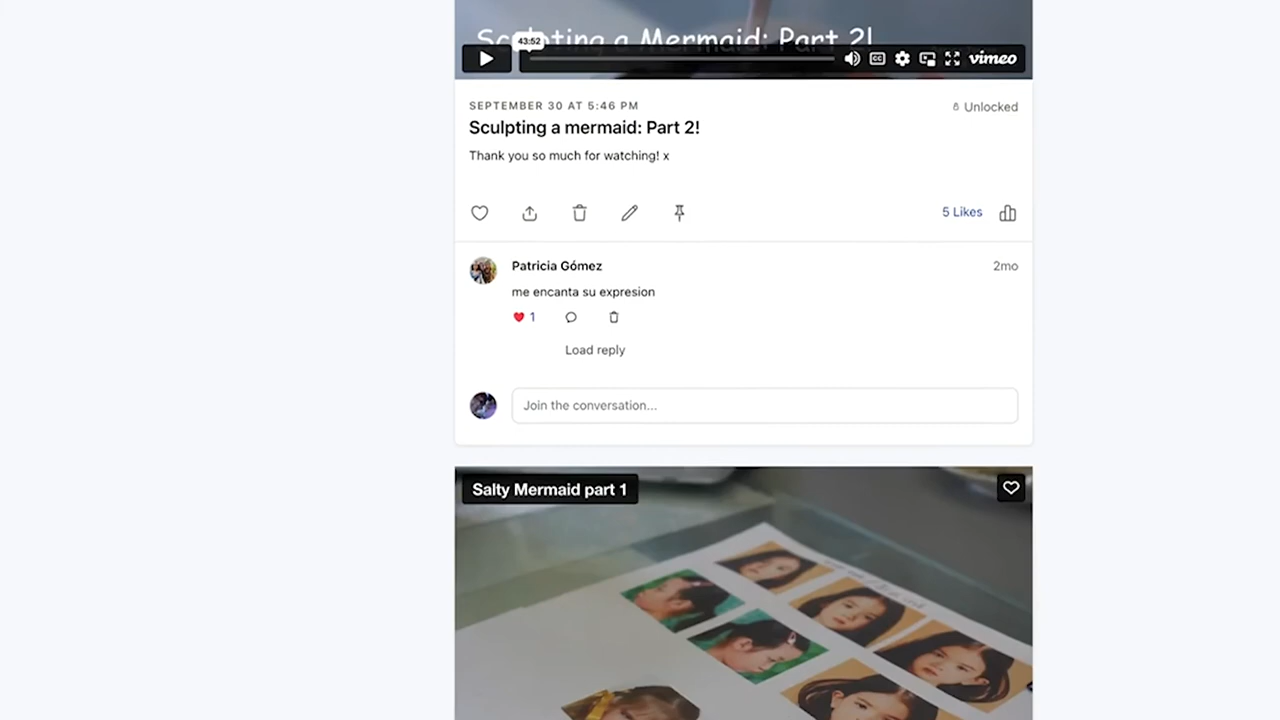 Sculpting a Mermaid: Part 2!
43:52
CC
vimeo
SEPTEMBER 30 AT 5:46 PM
Unlocked
Sculpting a mermaid: Part 2!
Thank you so much for watching! x
5 Likes
Patricia Gómez
2mo
me encanta su expresion
1
Load reply
Join the conversation...
Salty Mermaid part 1